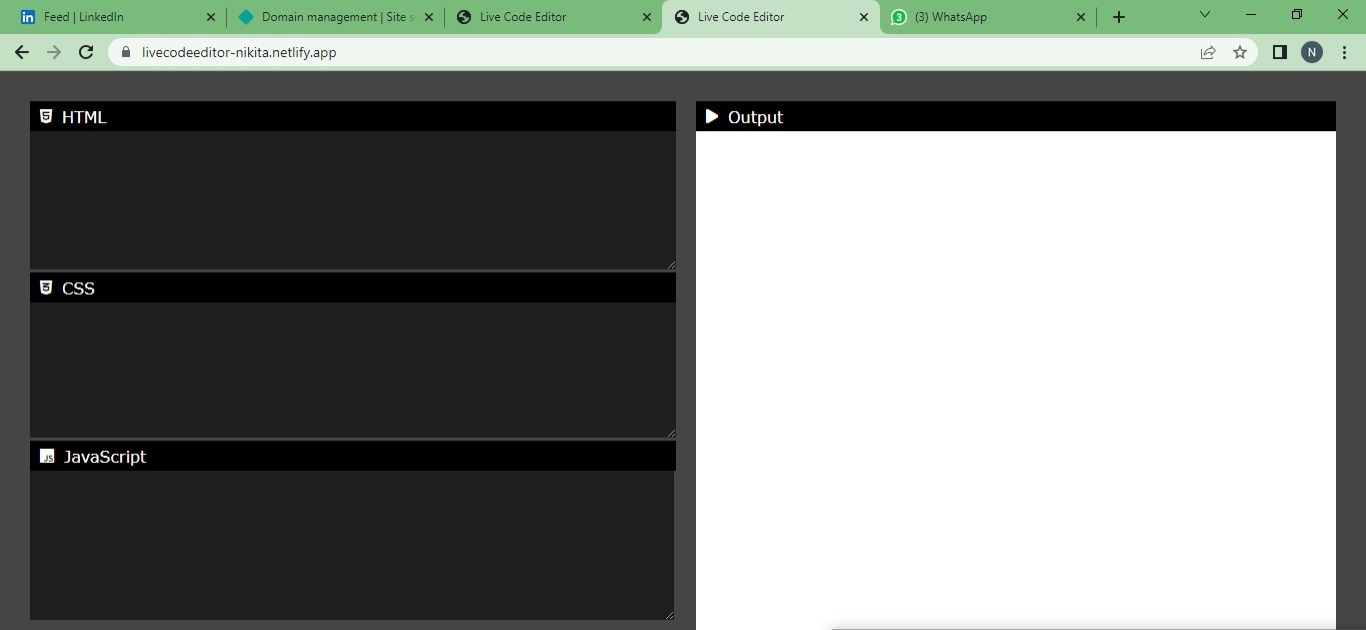 Feed | LinkedIn
Domain management | Site s
Live Code Editor
Live Code Editor
3
(3) WhatsApp
livecodeeditor-nikita.netlify.app
N
HTML
Output
CSS
JS
JavaScript